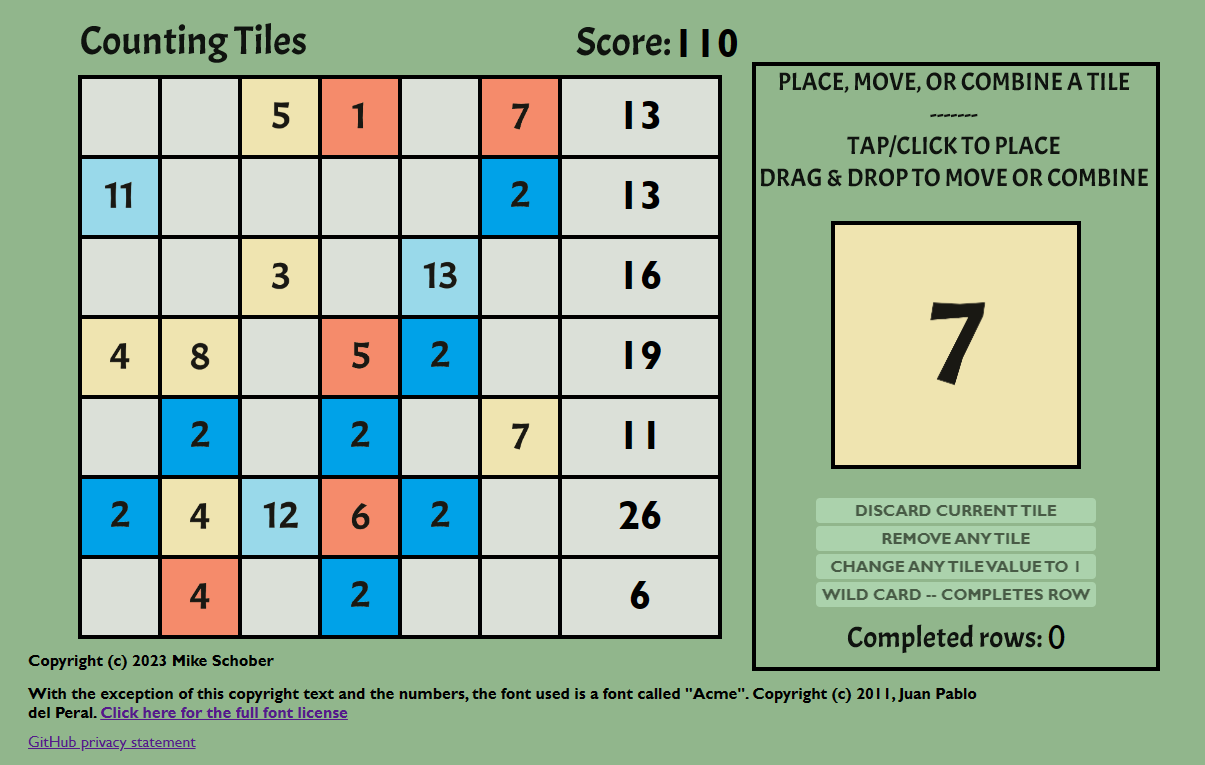 Counting Tiles
Score: 110
5 1 7 13
11 2 13
3 13 16
4 8 5 2 19
2 2 7 11
2 4 12 6 2 26
4 2 6
PLACE, MOVE, OR COMBINE A TILE
-------
TAP/CLICK TO PLACE
DRAG & DROP TO MOVE OR COMBINE
7
DISCARD CURRENT TILE
REMOVE ANY TILE
CHANGE ANY TILE VALUE TO 1
WILD CARD -- COMPLETES ROW
Completed rows: 0
Copyright (c) 2023 Mike Schober
With the exception of this copyright text and the numbers, the font used is a font called "Acme". Copyright (c) 2011, Juan Pablo
del Peral. Click here for the full font license
GitHub privacy statement